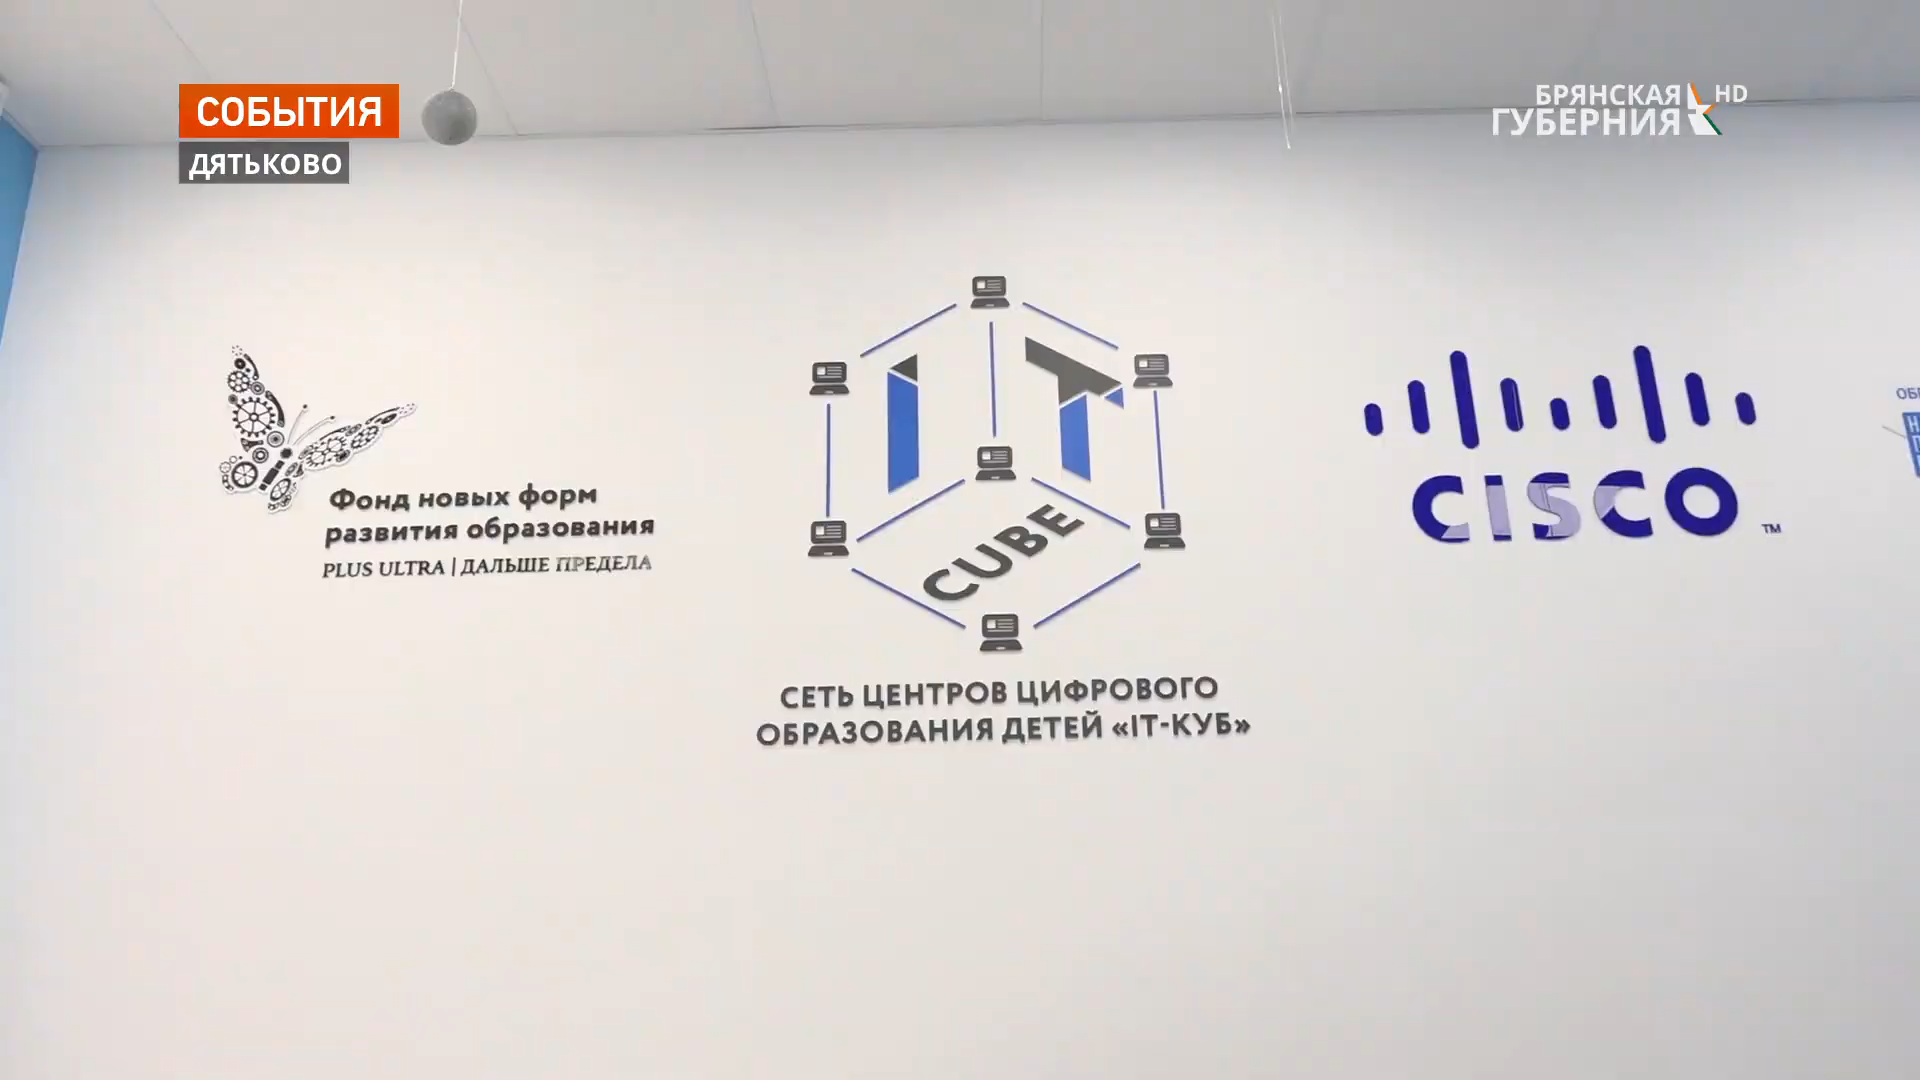 СОБЫТИЯ
ДЯТЬКОВО
БРЯНСКАЯ HD
ГУБЕРНИЯ
Фонд новых форм
развития образования
PLUS ULTRA | ДАЛЬШЕ ПРЕДЕЛА
IT
CUBE
СЕТЬ ЦЕНТРОВ ЦИФРОВОГО
ОБРАЗОВАНИЯ ДЕТЕЙ «IT-КУБ»
CISCO ™